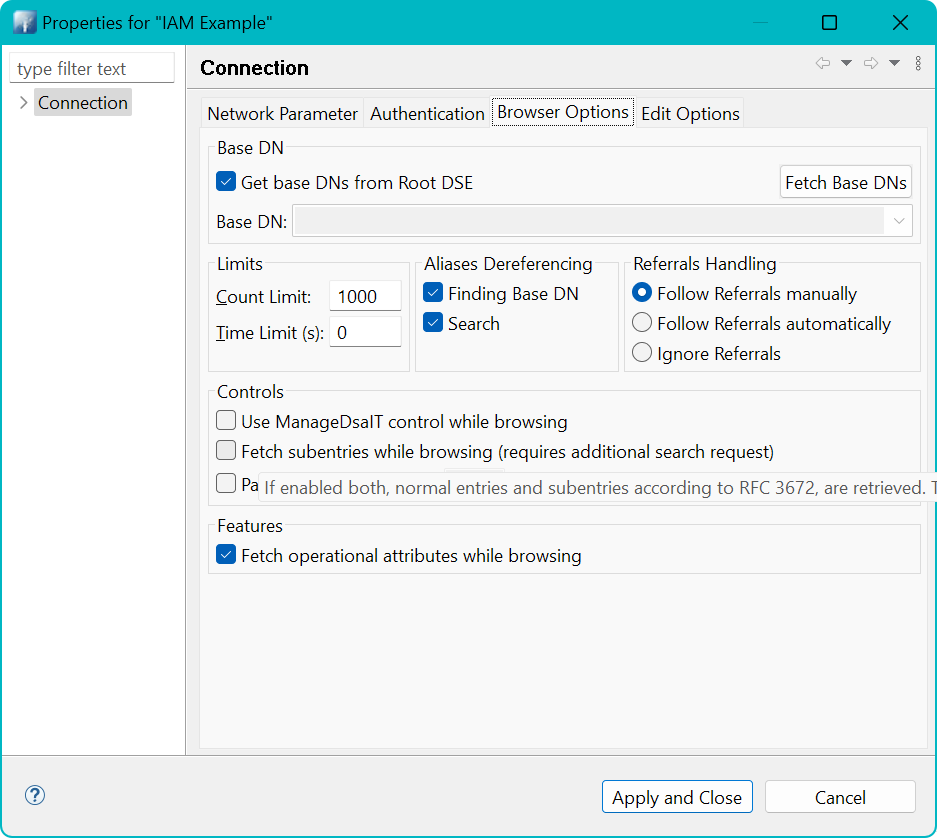 Properties for "IAM Example"
type filter text
Connection
Connection
Network Parameter Authentication Browser Options Edit Options
Base DN
Get base DNs from Root DSE Fetch Base DNs
Base DN:
Limits
Count Limit: 1000
Time Limit (s): 0
Aliases Dereferencing
Finding Base DN
Search
Referrals Handling
Follow Referrals manually
Follow Referrals automatically
Ignore Referrals
Controls
Use ManageDsaIT control while browsing
Fetch subentries while browsing (requires additional search request)
Pa
If enabled both, normal entries and subentries according to RFC 3672, are retrieved. T
Features
Fetch operational attributes while browsing
? Apply and Close Cancel